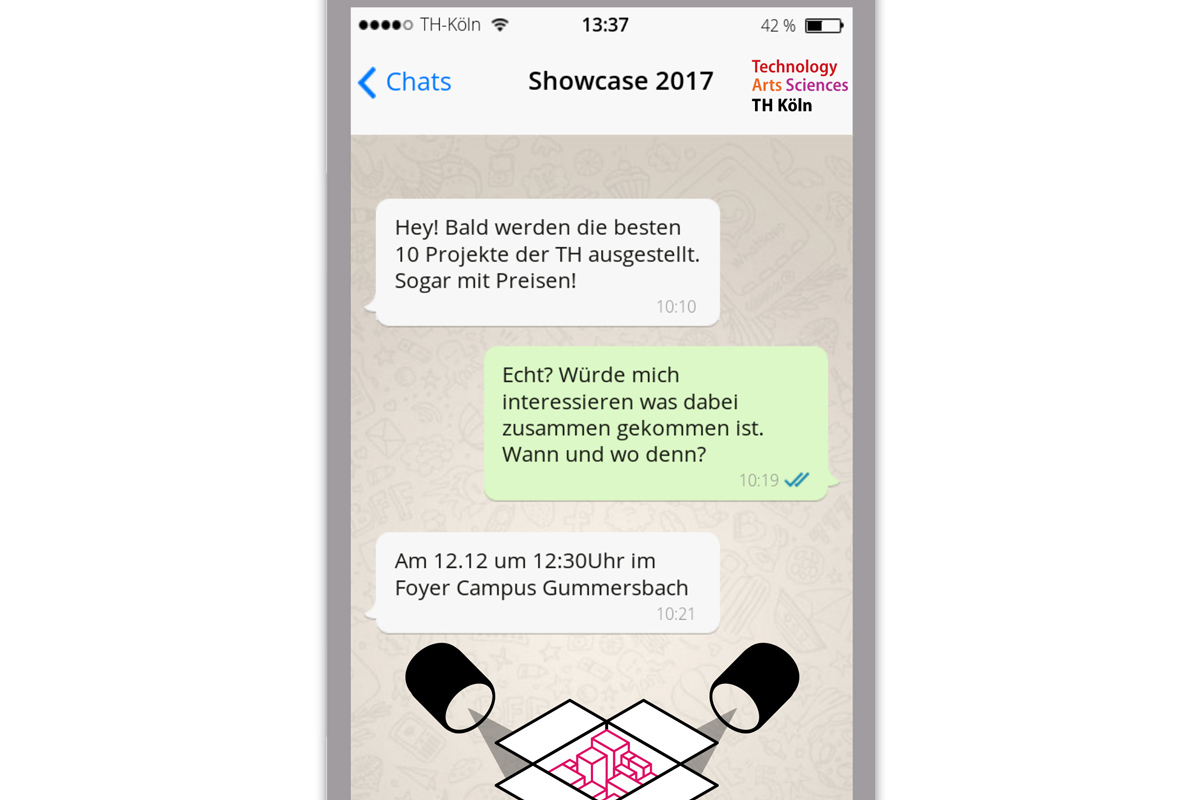 TH-Köln 13:37 42 %
Chats Showcase 2017
Technology
Arts Sciences
TH Köln
Hey! Bald werden die besten
10 Projekte der TH ausgestellt.
Sogar mit Preisen!
10:10
Echt? Würde mich
interessieren was dabei
zusammen gekommen ist.
Wann und wo denn?
10:19
Am 12.12 um 12:30Uhr im
Foyer Campus Gummersbach
10:21